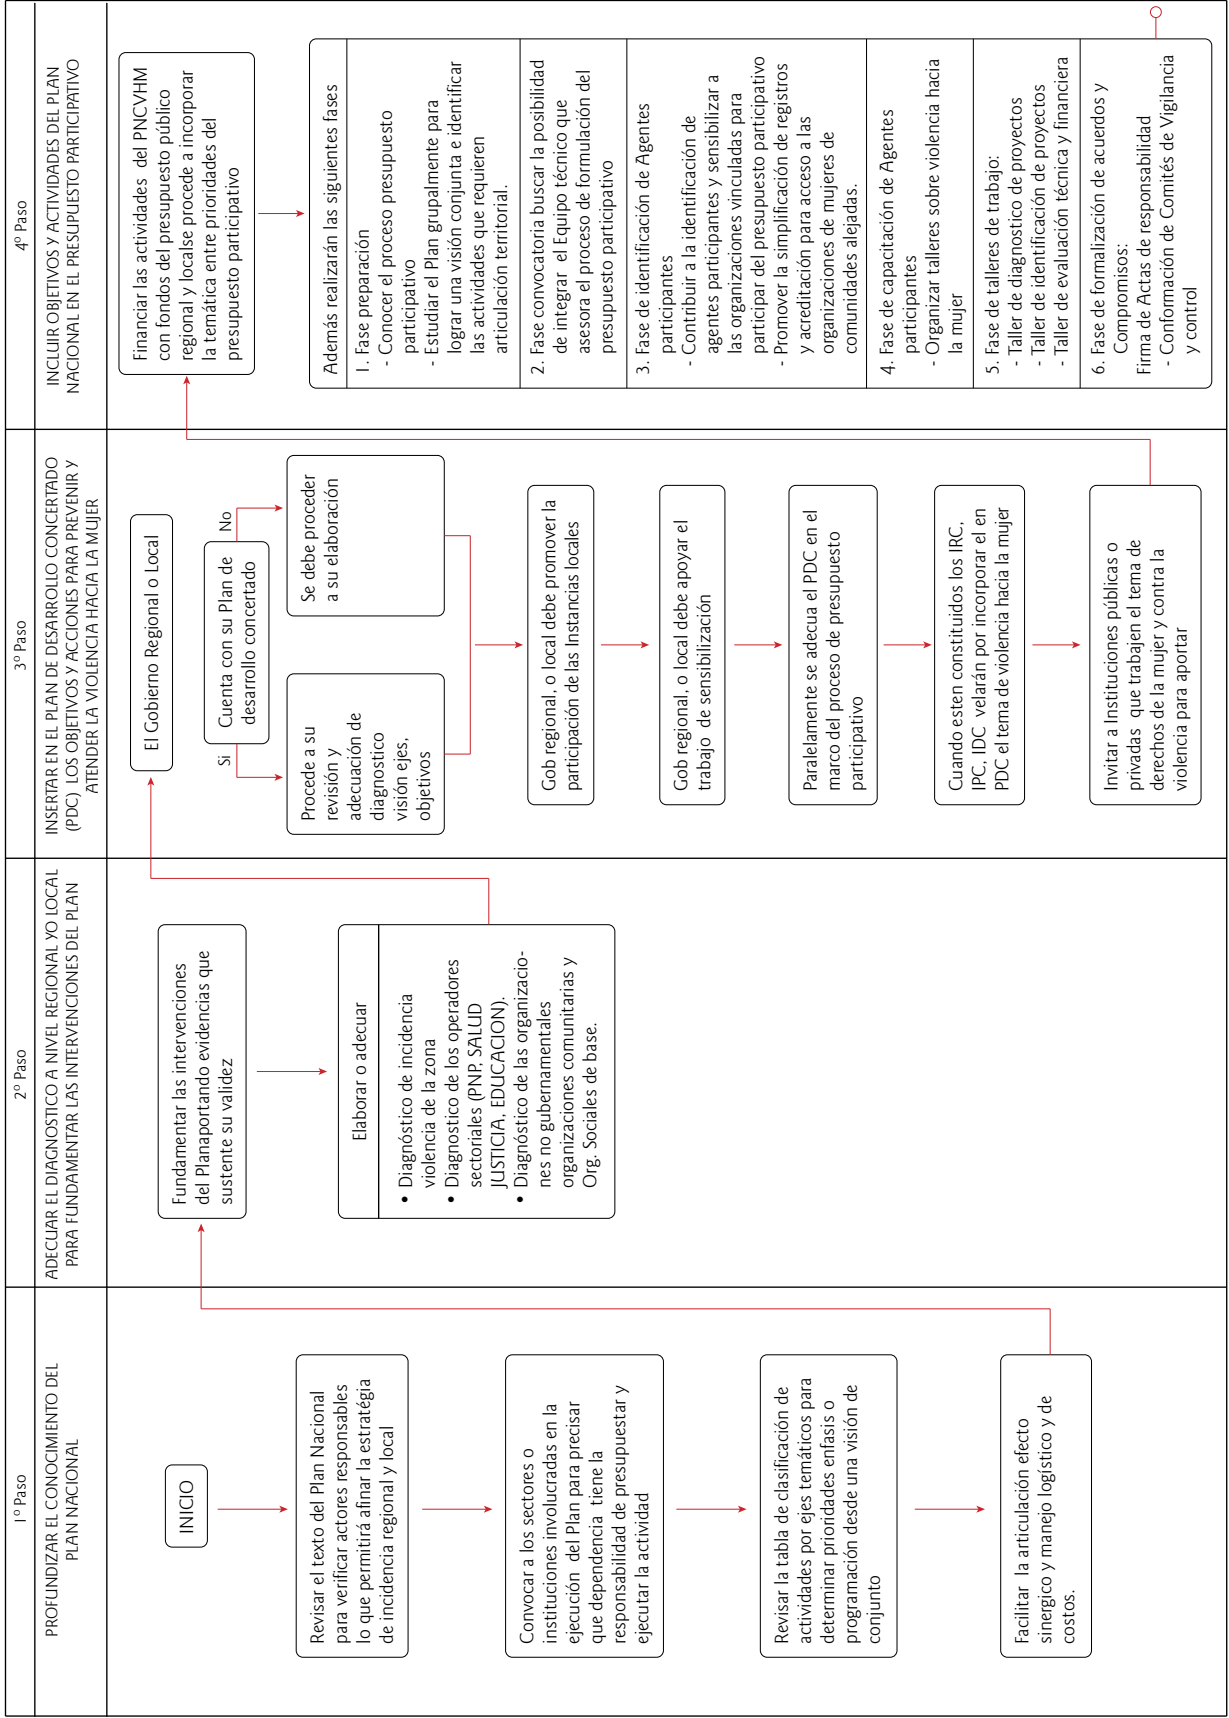 1º Paso
PROFUNDIZAR EL CONOCIMIENTO DEL
PLAN NACIONAL
INICIO
Revisar el texto del Plan Nacional
para verificar actores responsables
lo que permitirá afinar la estratégia
de incidencia regional y local
Convocar a los sectores o
instituciones involucradas en la
ejecución del Plan para precisar
que dependencia tiene la
responsabilidad de presupuestar y
ejecutar la actividad
Revisar la tabla de clasificación de
actividades por ejes temáticos para
determinar prioridades enfasis o
programación desde una visión de
conjunto
Facilitar la articulación efecto
sinergico y manejo logístico y de
costos.
2º Paso
ADECUAR EL DIAGNOSTICO A NIVEL REGIONAL YO LOCAL
PARA FUNDAMENTAR LAS INTERVENCIONES DEL PLAN
Fundamentar las intervenciones
del Planaportando evidencias que
sustente su validez
Elaborar o adecuar
• Diagnóstico de incidencia
violencia de la zona
• Diagnostico de los operadores
sectoriales (PNP, SALUD
JUSTICIA, EDUCACION).
• Diagnóstico de las organizacio-
nes no gubernamentales
organizaciones comunitarias y
Org. Sociales de base.
3º Paso
INSERTAR EN EL PLAN DE DESARROLLO CONCERTADO
(PDC) LOS OBJETIVOS Y ACCIONES PARA PREVENIR Y
ATENDER LA VIOLENCIA HACIA LA MUJER
El Gobierno Regional o Local
Cuenta con su Plan de
desarrollo concertado
Si
No
Procede a su
revisión y
adecuación de
diagnostico
visión ejes,
objetivos
Se debe proceder
a su elaboración
Gob regional, o local debe promover la
participación de las Instancias locales
Gob regional, o local debe apoyar el
trabajo de sensibilización
Paralelamente se adecua el PDC en el
marco del proceso de presupuesto
participativo
Cuando esten constituidos los IRC,
IPC, IDC velarán por incorporar el en
PDC el tema de violencia hacia la mujer
Invitar a Instituciones públicas o
privadas que trabajen el tema de
derechos de la mujer y contra la
violencia para aportar
4º Paso
INCLUIR OBJETIVOS Y ACTIVIDADES DEL PLAN
NACIONAL EN EL PRESUPUESTO PARTICIPATIVO
Financiar las actividades del PNCVHM
con fondos del presupuesto público
regional y localse procede a incorporar
la temática entre prioridades del
presupuesto participativo
Además realizarán las siguientes fases
1. Fase preparación
- Conocer el proceso presupuesto
participativo
- Estudiar el Plan grupalmente para
lograr una visión conjunta e identificar
las actividades que requieren
articulación territorial.
2. Fase convocatoria buscar la posibilidad
de integrar el Equipo técnico que
asesora el proceso de formulación del
presupuesto participativo
3. Fase de identificación de Agentes
participantes
- Contribuir a la identificación de
agentes participantes y sensibilizar a
las organizaciones vinculadas para
participar del presupuesto participativo
- Promover la simplificación de registros
y acreditación para acceso a las
organizaciones de mujeres de
comunidades alejadas.
4. Fase de capacitación de Agentes
participantes
- Organizar talleres sobre violencia hacia
la mujer
5. Fase de talleres de trabajo:
- Taller de diagnostico de proyectos
- Taller de identificación de proyectos
- Taller de evaluación técnica y financiera
6. Fase de formalización de acuerdos y
Compromisos:
Firma de Actas de responsabilidad
- Conformación de Comités de Vigilancia
y control